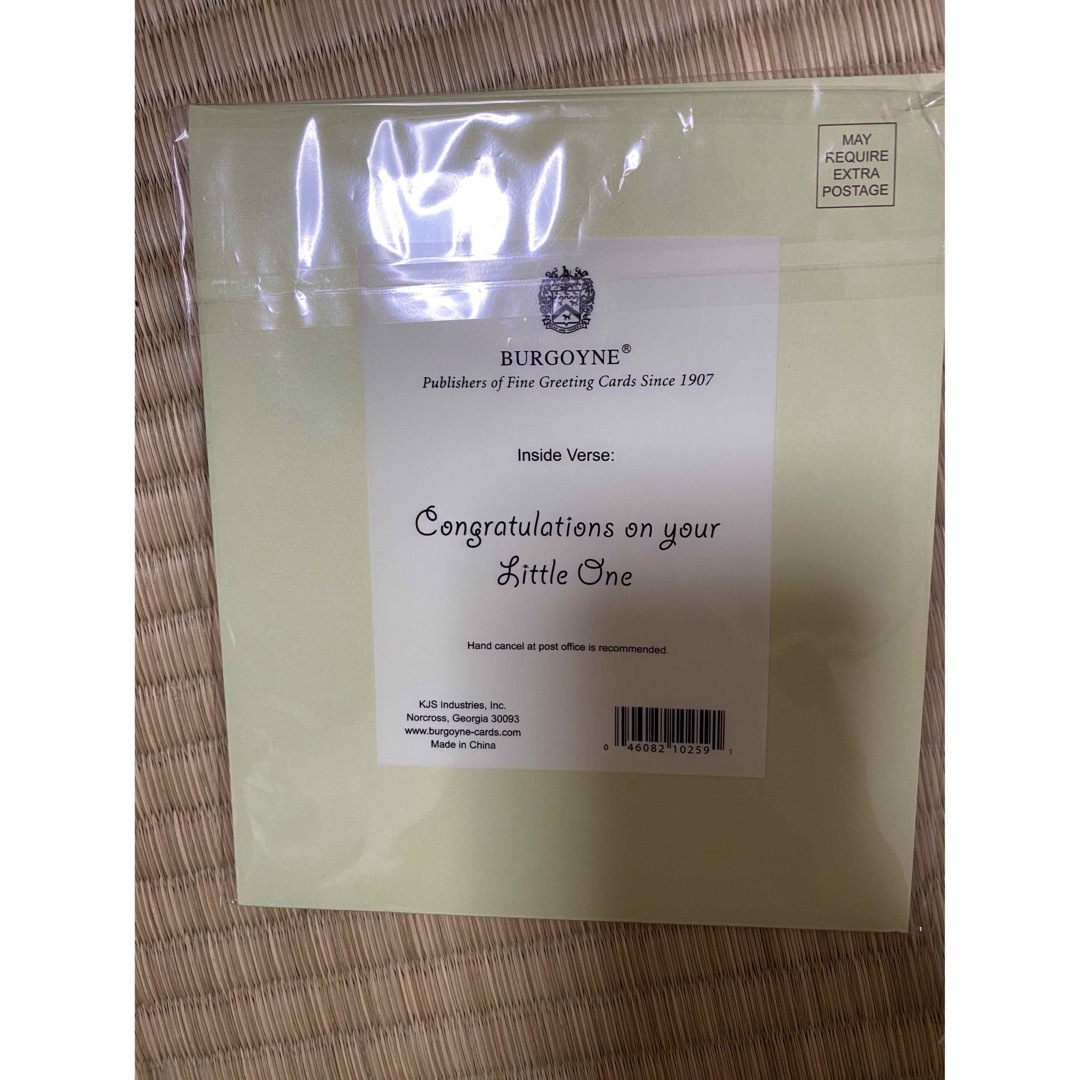 MAY
REQUIRE
EXTRA
POSTAGE
BURGOYNE®
Publishers of Fine Greeting Cards Since 1907
Inside Verse:
Congratulations on your
Little One
Hand cancel at post office is recommended.
KJS Industries, Inc.
Norcross, Georgia 30093
www.burgoyne-cards.com
Made in China
0 46082 10259 1